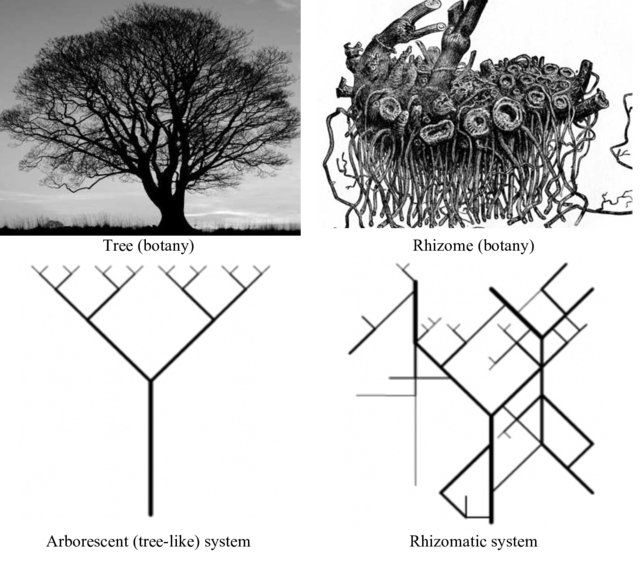 Tree (botany)
Rhizome (botany)
Arborescent (tree-like) system
Rhizomatic system